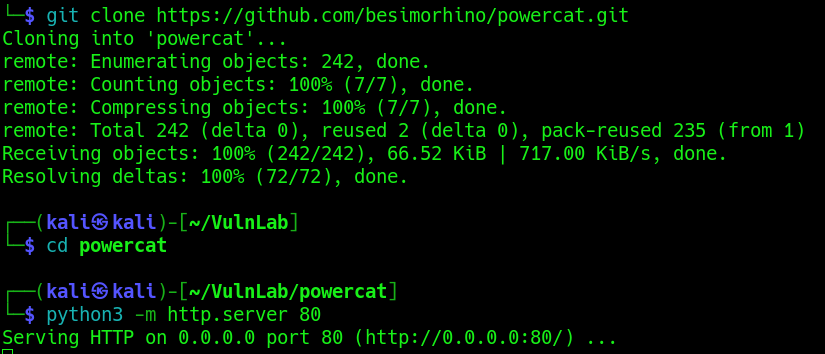 └─$ git clone https://github.com/besimorhino/powercat.git
Cloning into 'powercat'...
remote: Enumerating objects: 242, done.
remote: Counting objects: 100% (7/7), done.
remote: Compressing objects: 100% (7/7), done.
remote: Total 242 (delta 0), reused 2 (delta 0), pack-reused 235 (from 1)
Receiving objects: 100% (242/242), 66.52 KiB | 717.00 KiB/s, done.
Resolving deltas: 100% (72/72), done.
┌──(kali㉿kali)-[~/VulnLab]
└─$ cd powercat
┌──(kali㉿kali)-[~/VulnLab/powercat]
└─$ python3 -m http.server 80
Serving HTTP on 0.0.0.0 port 80 (http://0.0.0.0:80/) ...